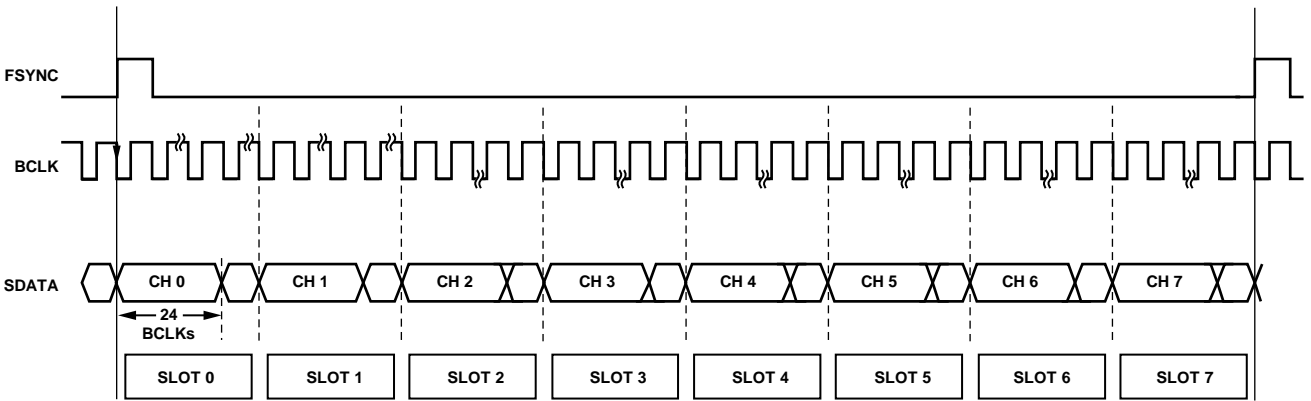 FSYNC
BCLK
SDATA
CH 0
CH 1
CH 2
CH 3
CH 4
CH 5
CH 6
CH 7
24
BCLKs
SLOT 0
SLOT 1
SLOT 2
SLOT 3
SLOT 4
SLOT 5
SLOT 6
SLOT 7